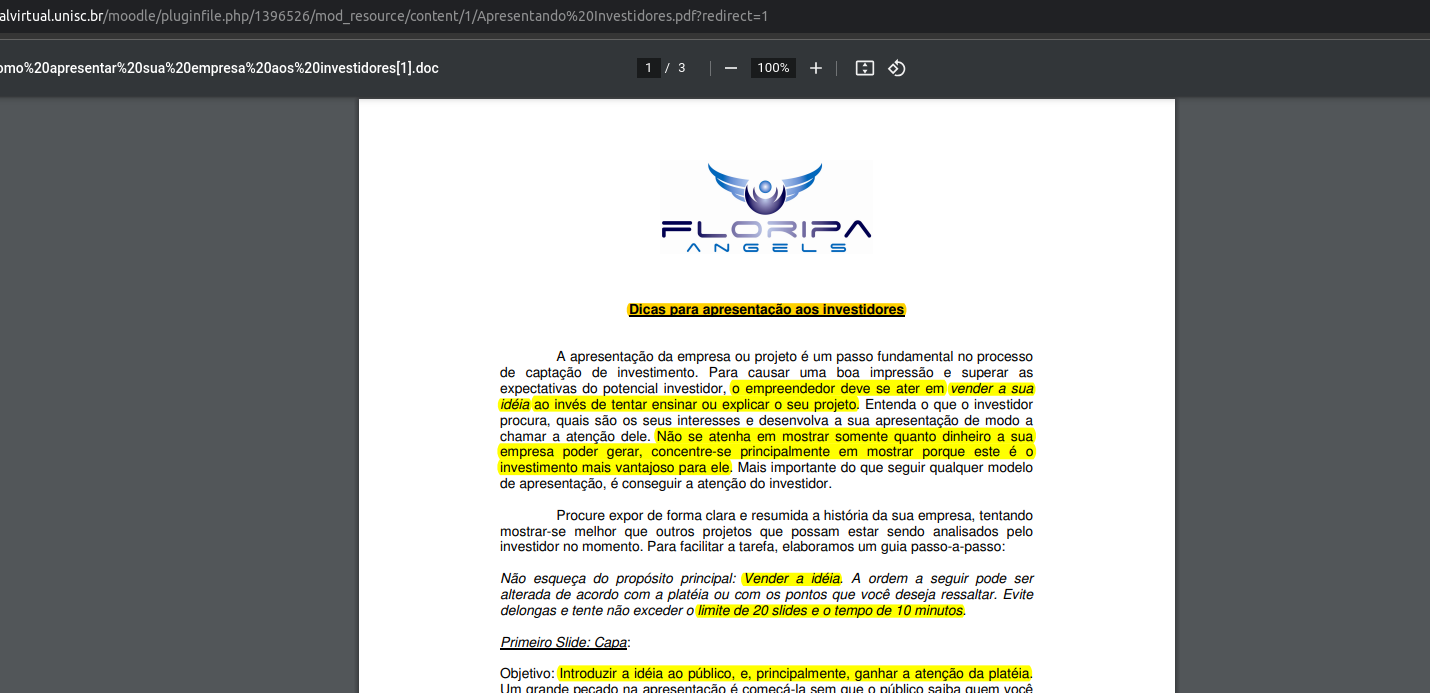 alvirtual.unisc.br/moodle/pluginfile.php/1396526/mod_resource/content/1/Apresentando%20Investidores.pdf?redirect=1
omo%20apresentar%20sua%20empresa%20aos%20investidores[1].doc
1 / 3
100%
FLORIPA
ANGELS
Dicas para apresentação aos investidores
A apresentação da empresa ou projeto é um passo fundamental no processo
de captação de investimento. Para causar uma boa impressão e superar as
expectativas do potencial investidor, o empreendedor deve se ater em vender a sua
idéia ao invés de tentar ensinar ou explicar o seu projeto. Entenda o que o investidor
procura, quais são os seus interesses e desenvolva a sua apresentação de modo a
chamar a atenção dele. Não se atenha em mostrar somente quanto dinheiro a sua
empresa poder gerar, concentre-se principalmente em mostrar porque este é o
investimento mais vantajoso para ele. Mais importante do que seguir qualquer modelo
de apresentação, é conseguir a atenção do investidor.
Procure expor de forma clara e resumida a história da sua empresa, tentando
mostrar-se melhor que outros projetos que possam estar sendo analisados pelo
investidor no momento. Para facilitar a tarefa, elaboramos um guia passo-a-passo:
Não esqueça do propósito principal: Vender a idéia. A ordem a seguir pode ser
alterada de acordo com a platéia ou com os pontos que você deseja ressaltar. Evite
delongas e tente não exceder o limite de 20 slides e o tempo de 10 minutos.
Primeiro Slide: Capa:
Objetivo: Introduzir a idéia ao público, e, principalmente, ganhar a atenção da platéia.
Um grande pecado na apresentação é começá-la sem que o público saiba quem você